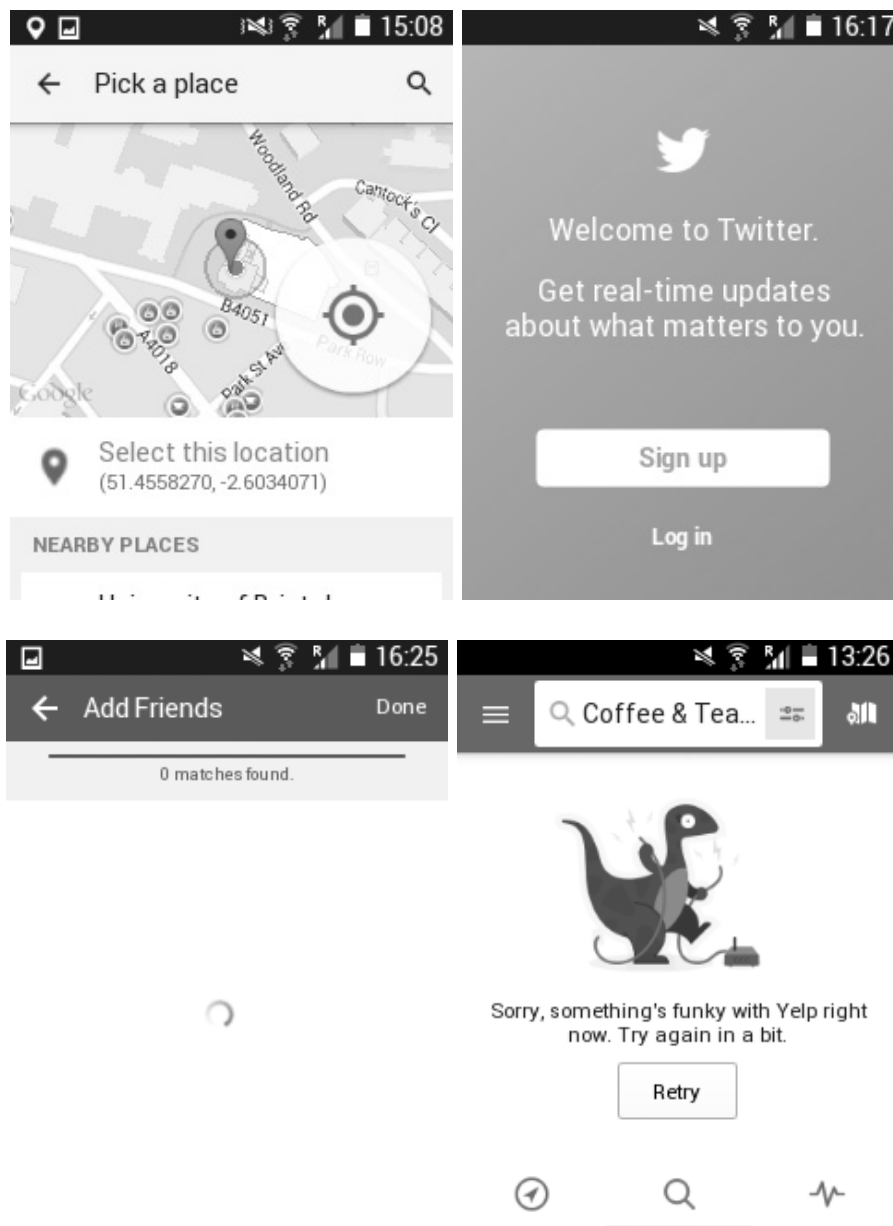 R 15:08
Pick a place
Woodland Rd
Cantock's Cl
B4051
A4018
Park St Ave
Park Row
Google
Select this location
(51.4558270, -2.6034071)
NEARBY PLACES
R 16:17
Welcome to Twitter.
Get real-time updates
about what matters to you.
Sign up
Log in
R 16:25
Add Friends Done
0 matches found.
R 13:26
Coffee & Tea...
Sorry, something's funky with Yelp right
now. Try again in a bit.
Retry